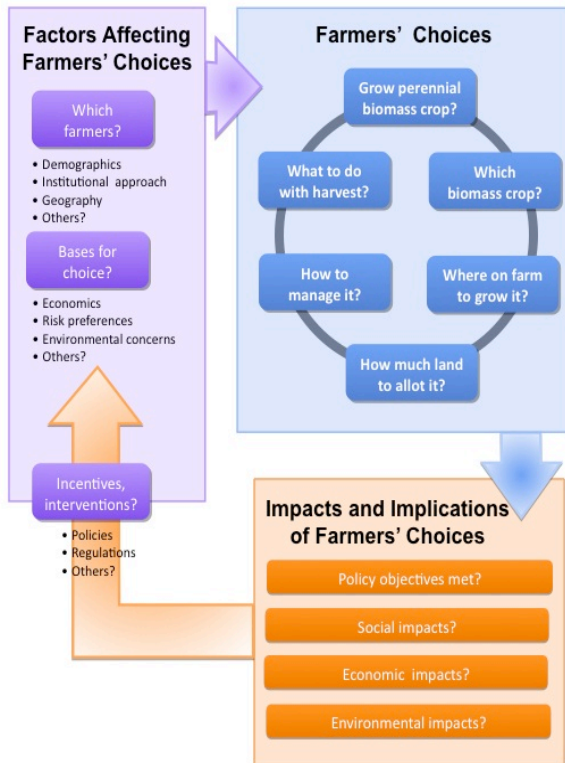 Factors Affecting
Farmers' Choices
Which
farmers?
• Demographics
• Institutional approach
• Geography
• Others?
Bases for
choice?
• Economics
• Risk preferences
• Environmental concerns
• Others?
Incentives,
interventions?
• Policies
• Regulations
• Others?
Farmers' Choices
Grow perennial
biomass crop?
Which
biomass crop?
Where on farm
to grow it?
How much land
to allot it?
How to
manage it?
What to do
with harvest?
Impacts and Implications
of Farmers' Choices
Policy objectives met?
Social impacts?
Economic impacts?
Environmental impacts?